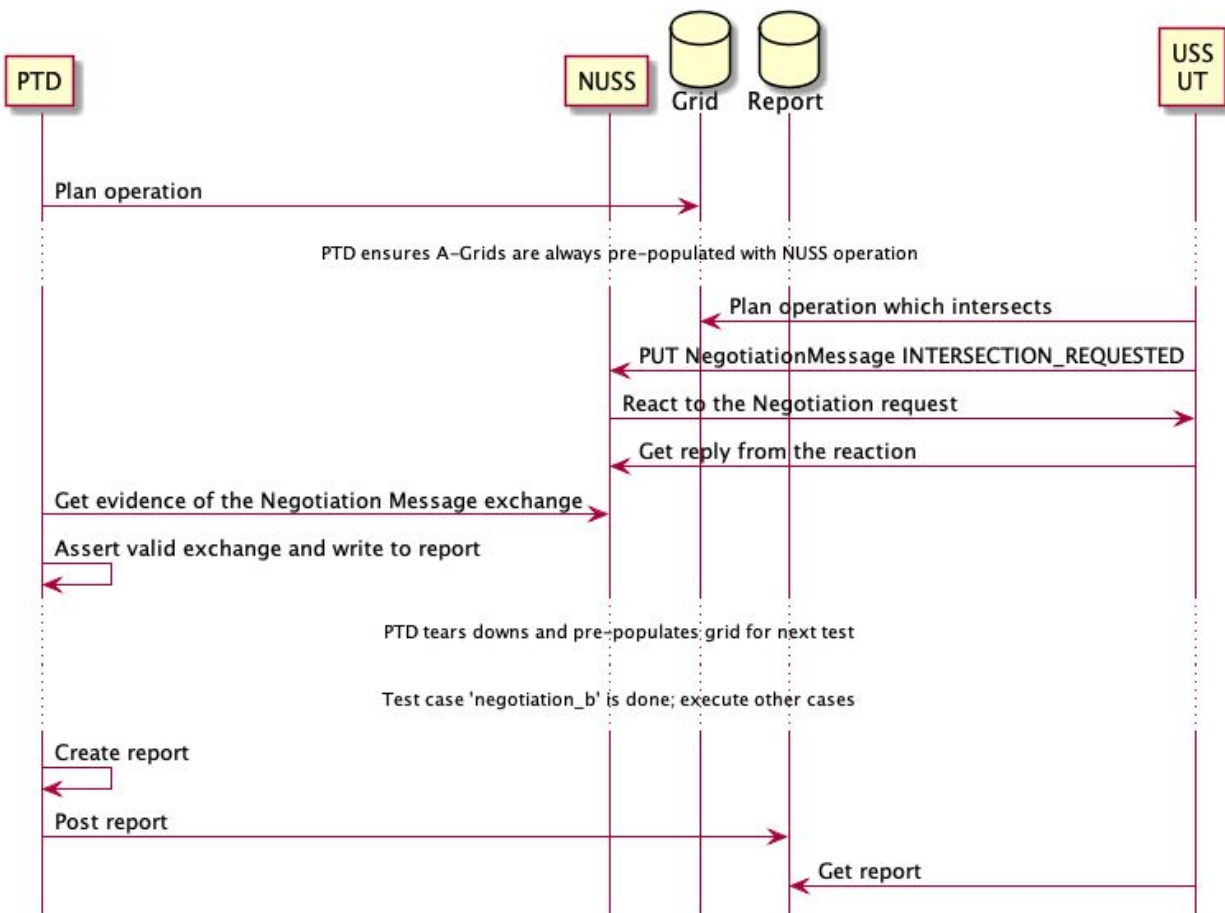 PTD
NUSS
Grid
Report
USS
UT
Plan operation
PTD ensures A-Grids are always pre-populated with NUSS operation
Plan operation which intersects
PUT NegotiationMessage INTERSECTION_REQUESTED
React to the Negotiation request
Get reply from the reaction
Get evidence of the Negotiation Message exchange
Assert valid exchange and write to report
PTD tears downs and pre-populates grid for next test
Test case 'negotiation_b' is done; execute other cases
Create report
Post report
Get report